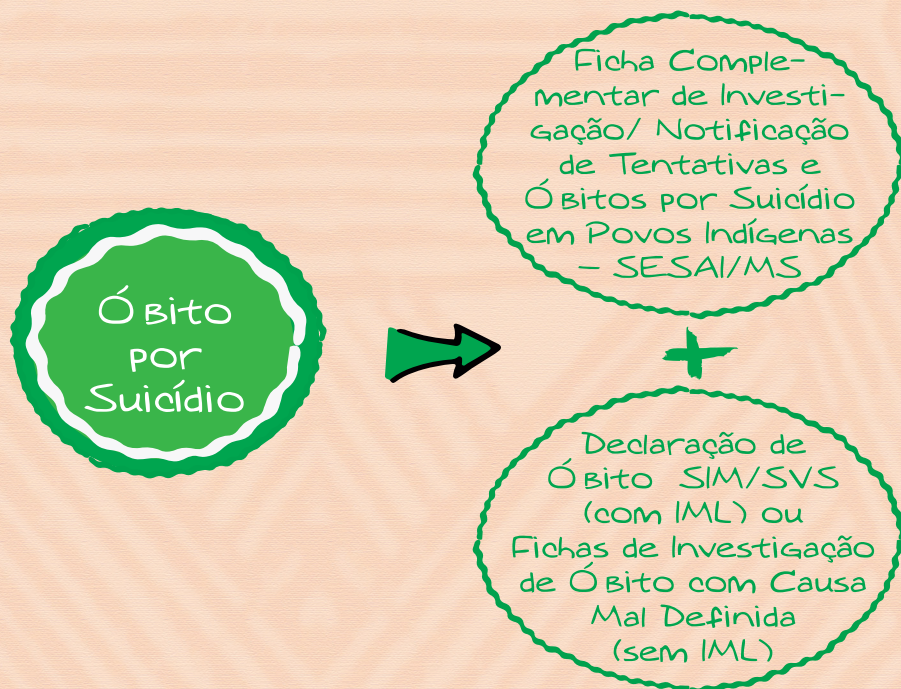 Óbito
por
Suicídio
Ficha Comple-
mentar de Investi-
gação/ Notificação
de Tentativas e
Óbitos por Suicídio
em Povos Indígenas
– SESAI/MS
+
Declaração de
Óbito SIM/SVS
(com IML) ou
Fichas de Investigação
de Óbito com Causa
Mal Definida
(sem IML)